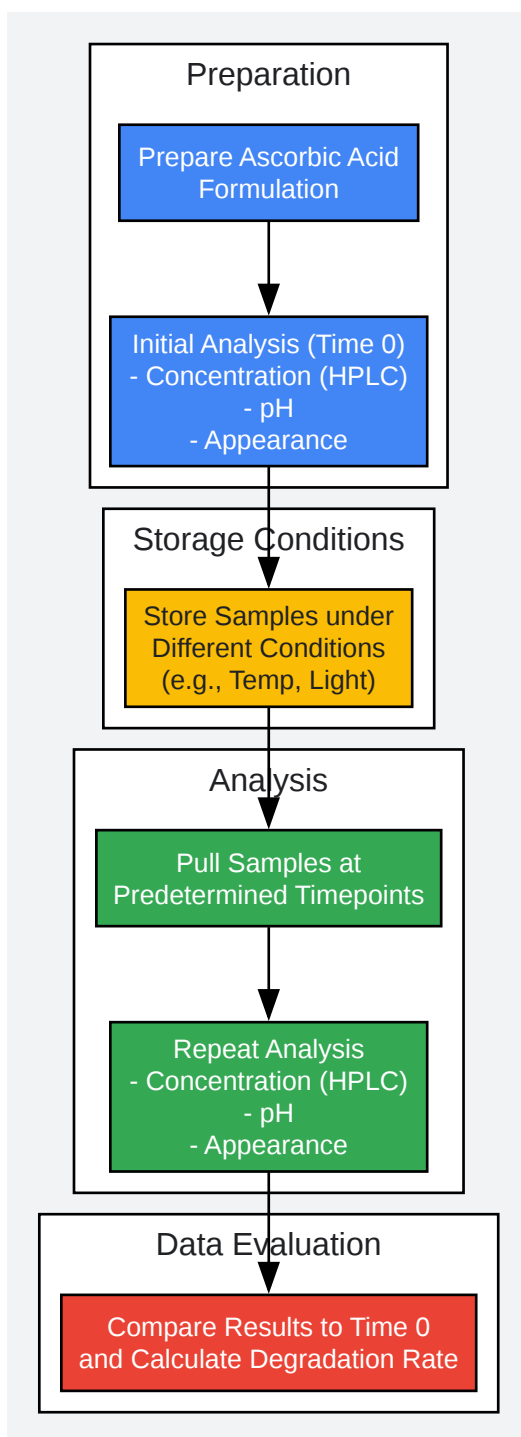 Preparation
Prepare Ascorbic Acid
Formulation
Initial Analysis (Time 0)
- Concentration (HPLC)
- pH
- Appearance
Storage Conditions
Store Samples under
Different Conditions
(e.g., Temp, Light)
Analysis
Pull Samples at
Predetermined Timepoints
Repeat Analysis
- Concentration (HPLC)
- pH
- Appearance
Data Evaluation
Compare Results to Time 0
and Calculate Degradation Rate